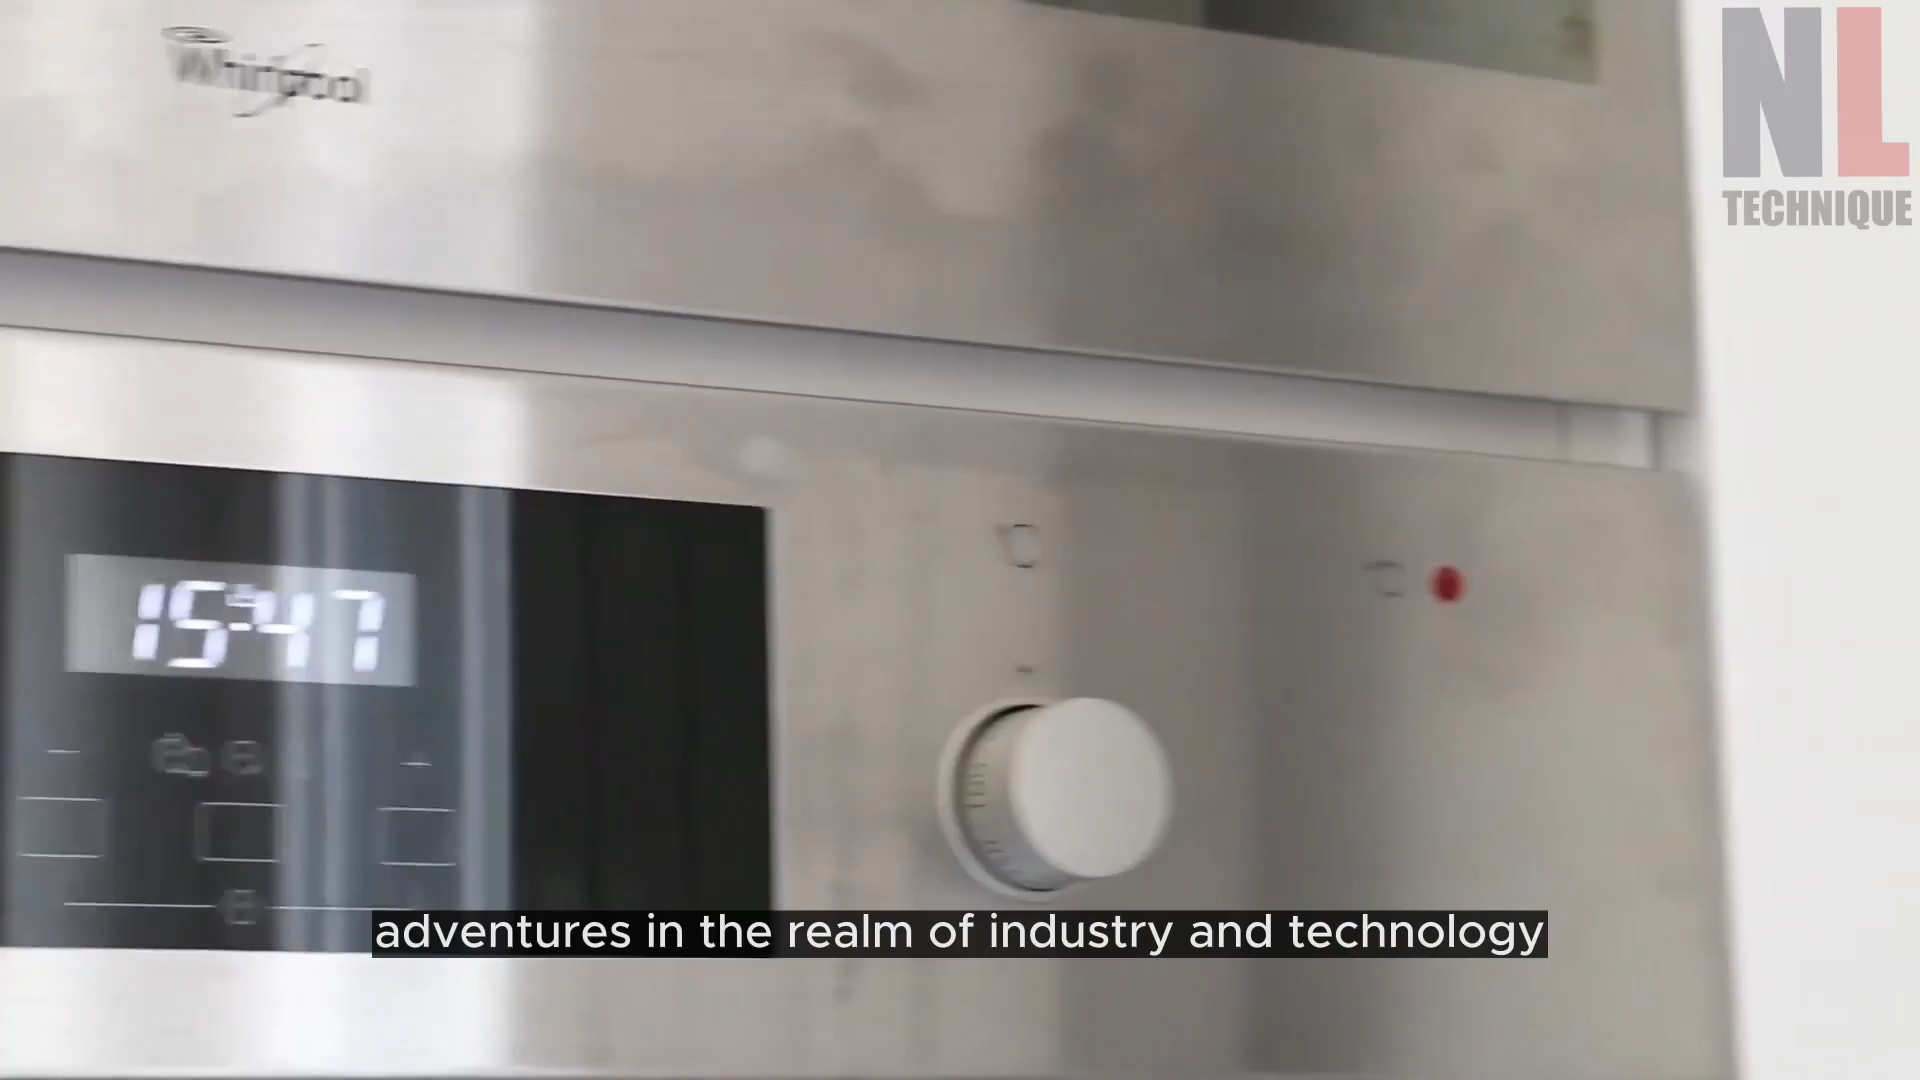 Whirlpool
NL
TECHNIQUE
15:47
°C
°C
adventures in the realm of industry and technology